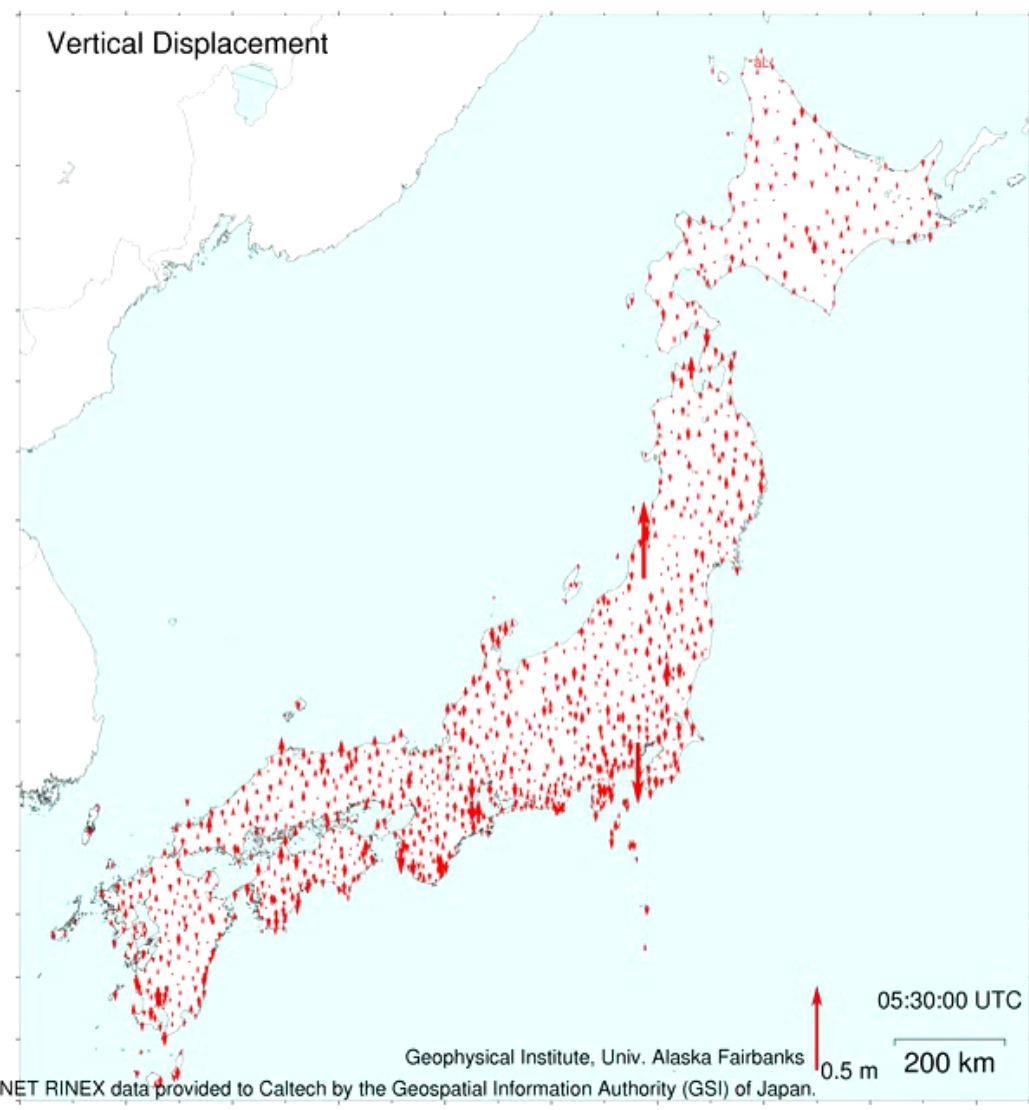 Vertical Displacement
05:30:00 UTC
Geophysical Institute, Univ. Alaska Fairbanks
0.5 m
200 km
NET RINEX data provided to Caltech by the Geospatial Information Authority (GSI) of Japan.